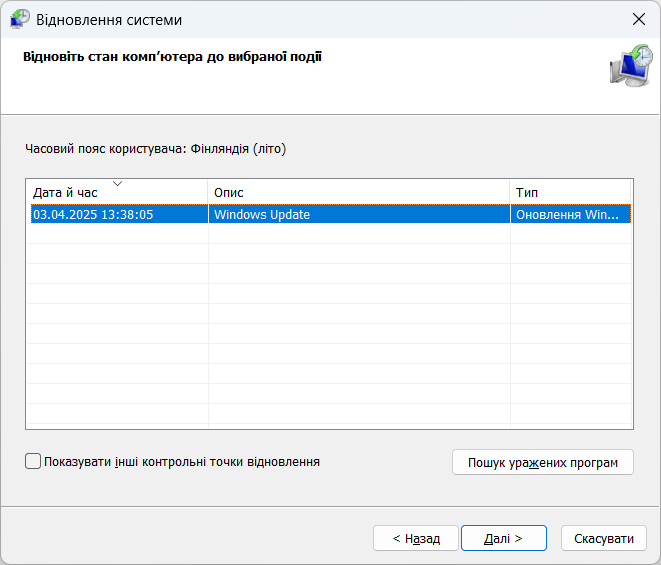 Відновлення системи
Відновіть стан комп’ютера до вибраної події
Часовий пояс користувача: Фінляндія (літо)
Дата й час Опис Тип
03.04.2025 13:38:05 Windows Update Оновлення Win...
Показувати інші контрольні точки відновлення Пошук уражених програм
< Назад Далі > Скасувати